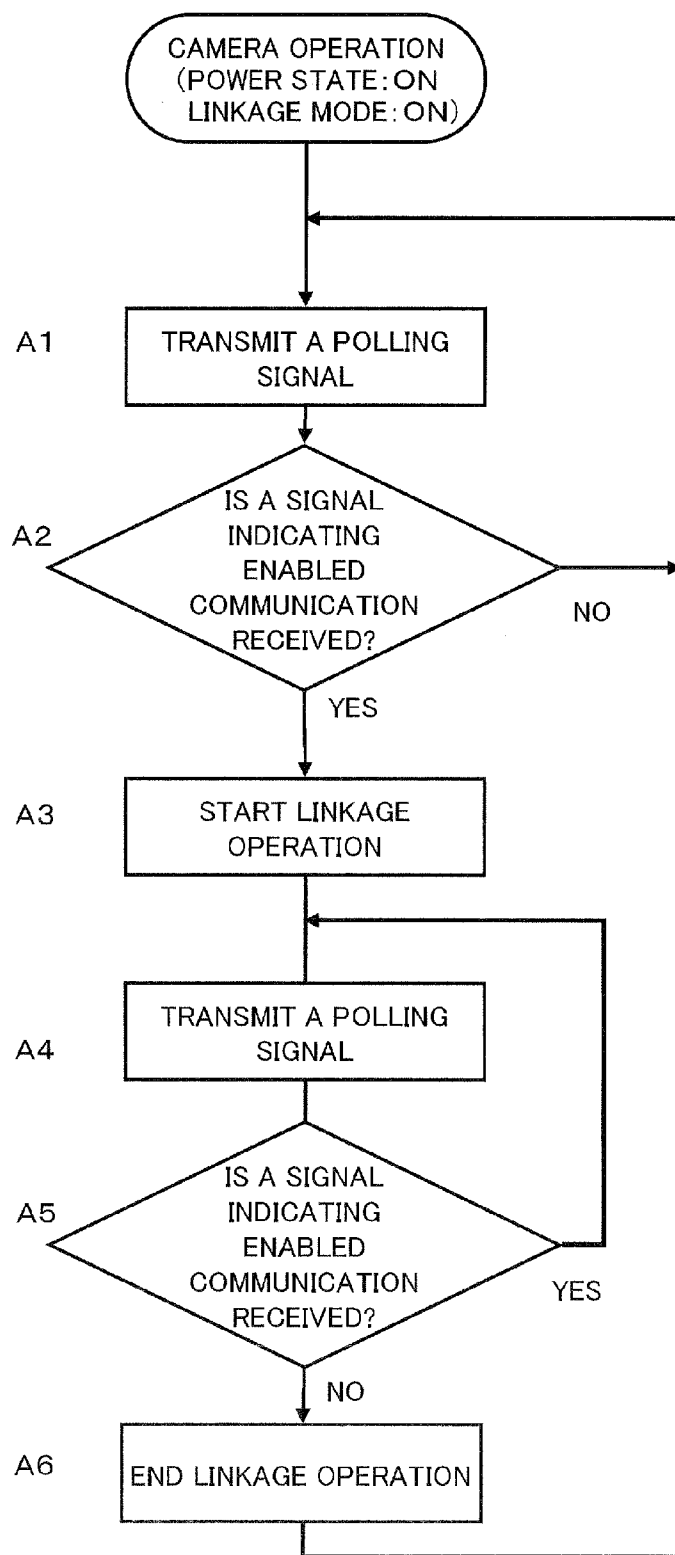 CAMERA OPERATION
(POWER STATE:ON
LINKAGE MODE:ON)
A1
TRANSMIT A POLLING
SIGNAL
A2
IS A SIGNAL
INDICATING
ENABLED
COMMUNICATION
RECEIVED?
NO
YES
A3
START LINKAGE
OPERATION
A4
TRANSMIT A POLLING
SIGNAL
A5
IS A SIGNAL
INDICATING
ENABLED
COMMUNICATION
RECEIVED?
YES
NO
A6
END LINKAGE OPERATION